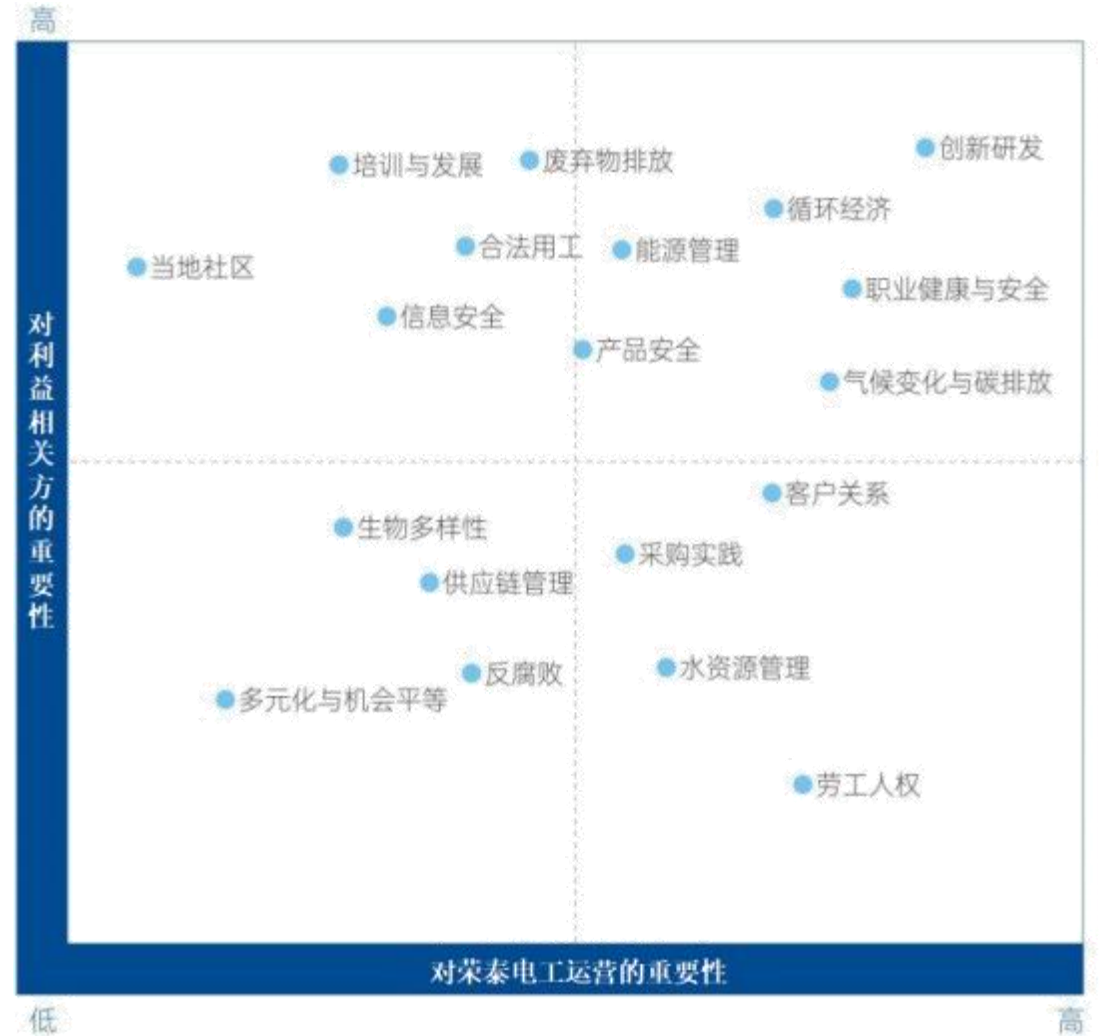 高
创新研发
废弃物排放
培训与发展
循环经济
合法用工
能源管理
当地社区
职业健康与安全
信息安全
产品安全
气候变化与碳排放
对利益相关方的重要性
客户关系
生物多样性
采购实践
供应链管理
水资源管理
反腐败
多元化与机会平等
劳工人权
对荣泰电工运营的重要性
低
高